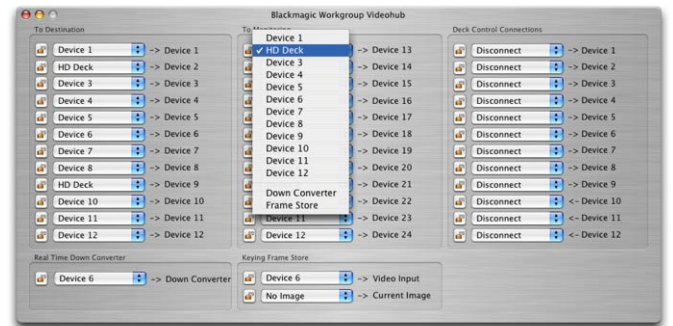 Blackmagic Workgroup Videohub
To Destination
Device 1 -> Device 1
HD Deck -> Device 2
Device 3 -> Device 3
Device 4 -> Device 4
Device 5 -> Device 5
Device 6 -> Device 6
Device 7 -> Device 7
Device 8 -> Device 8
HD Deck -> Device 9
Device 10 -> Device 10
Device 11 -> Device 11
Device 12 -> Device 12
To Monitoring
Device 1
✓ HD Deck
Device 3
Device 4
Device 5
Device 6
Device 7
Device 8
Device 9
Device 10
Device 11
Device 12
Down Converter
Frame Store
-> Device 13
-> Device 14
-> Device 15
-> Device 16
-> Device 17
-> Device 18
-> Device 19
-> Device 20
-> Device 21
-> Device 22
Device 11 -> Device 23
Device 12 -> Device 24
Deck Control Connections
Disconnect -> Device 1
Disconnect -> Device 2
Disconnect -> Device 3
Disconnect -> Device 4
Disconnect -> Device 5
Disconnect -> Device 6
Disconnect -> Device 7
Disconnect -> Device 8
Disconnect -> Device 9
Disconnect <- Device 10
Disconnect <- Device 11
Disconnect <- Device 12
Real Time Down Converter
Device 6 -> Down Converter
Keying Frame Store
Device 6 -> Video Input
No Image -> Current Image